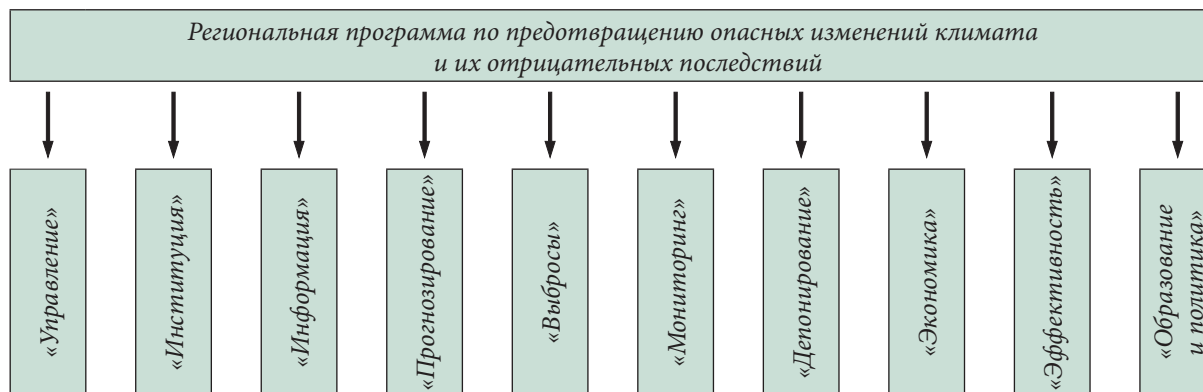 Региональная программа по предотвращению опасных изменений климата
и их отрицательных последствий
«Управление»
«Институция»
«Информация»
«Прогнозирование»
«Выбросы»
«Мониторинг»
«Депонирование»
«Экономика»
«Эффективность»
«Образование
и политика»